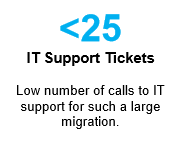 <25
IT Support Tickets
Low number of calls to IT
support for such a large
migration.